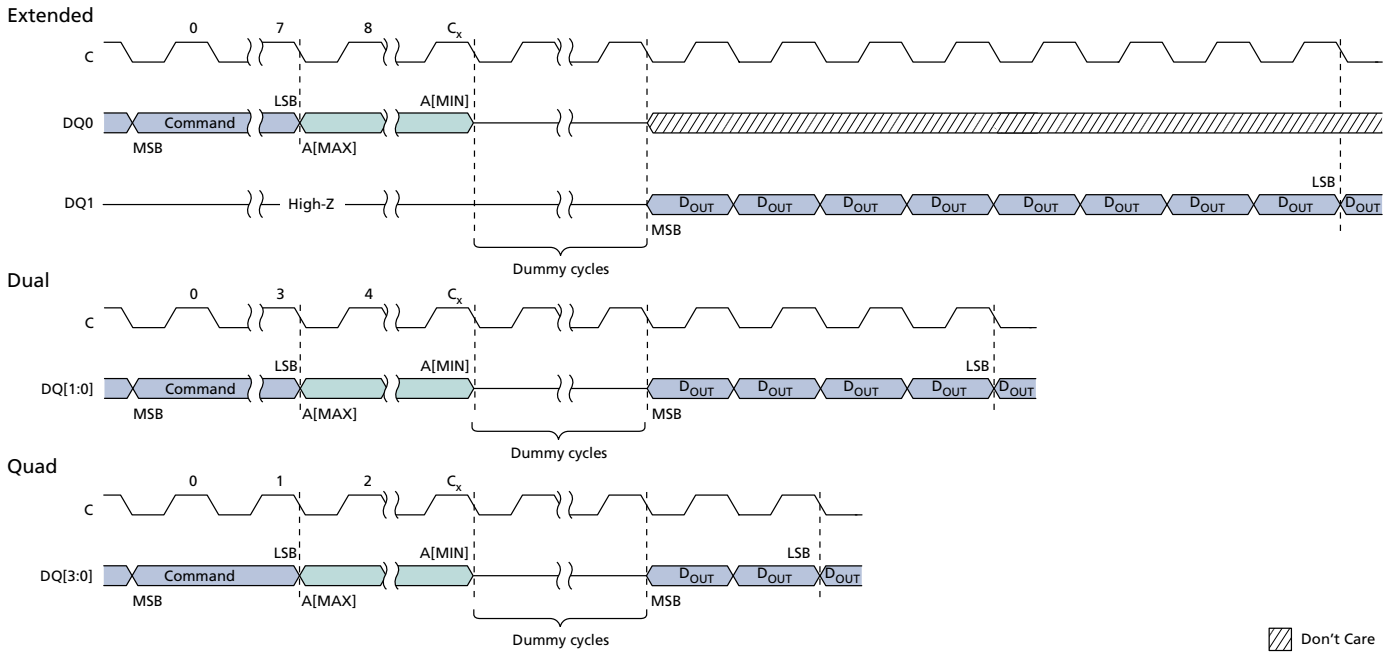 Extended
0 7 8 Cx
C
LSB A[MIN]
DQ0 Command
MSB A[MAX]
LSB
DQ1 High-Z DOUT DOUT DOUT DOUT DOUT DOUT DOUT DOUT DOUT
MSB
Dummy cycles
Dual
0 3 4 Cx
C
LSB A[MIN] LSB
DQ[1:0] Command DOUT DOUT DOUT DOUT DOUT
MSB A[MAX] MSB
Dummy cycles
Quad
0 1 2 Cx
C
LSB A[MIN] LSB
DQ[3:0] Command DOUT DOUT DOUT
MSB A[MAX] MSB
Dummy cycles
Don't Care